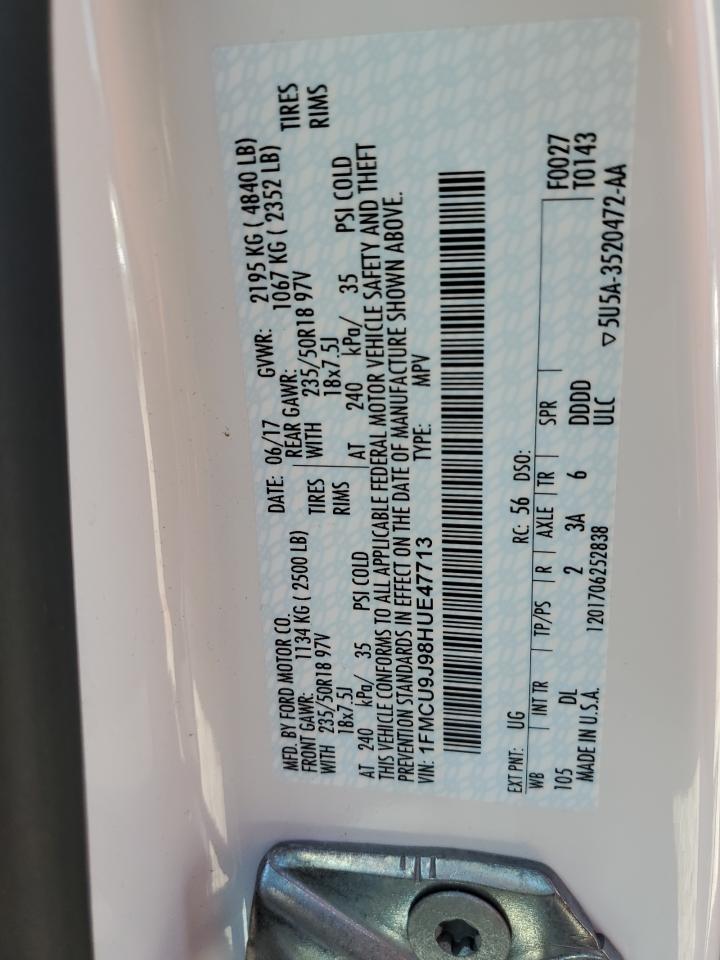 MFD. BY FORD MOTOR CO. DATE: 06/17 GVWR: 2195 KG ( 4840 LB)
FRONT GAWR: 1134 KG ( 2500 LB) REAR GAWR: 1067 KG ( 2352 LB)
WITH 235/50R18 97V TIRES WITH 235/50R18 97V TIRES
18x7.5J RIMS 18x7.5J RIMS
AT 240 kPa/ 35 PSI COLD AT 240 kPa/ 35 PSI COLD
THIS VEHICLE CONFORMS TO ALL APPLICABLE FEDERAL MOTOR VEHICLE SAFETY AND THEFT
PREVENTION STANDARDS IN EFFECT ON THE DATE OF MANUFACTURE SHOWN ABOVE.
VIN: 1FMCU9J98HUE47713 TYPE: MPV
EXT PNT: UG RC: 56 DSO: F0027
WB INT TR TP/PS R AXLE TR SPR T0143
105 DL 2 3A 6 DDDD
MADE IN U.S.A. 1201706252838 ULC ▽5U5A-3520472-AA